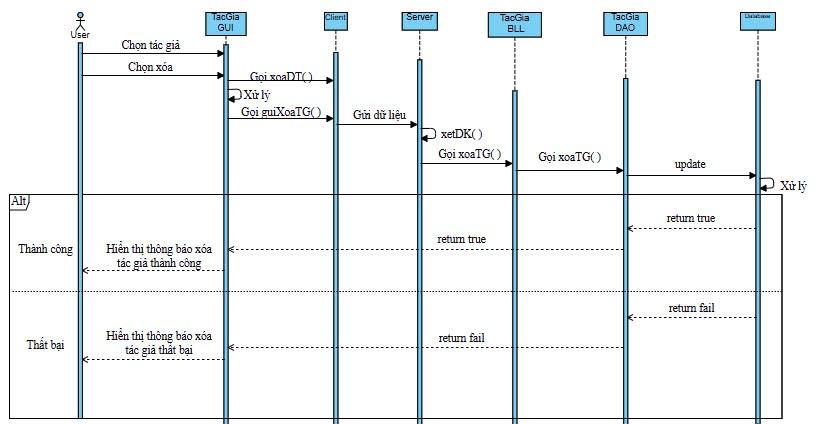 User
TacGia
GUI
Client
Server
TacGia
BLL
TacGia
DAO
Database
Chọn tác giả
Chọn xóa
Gọi xoaDT( )
Xử lý
Gọi guiXoaTG( )
Gửi dữ liệu
xetDK( )
Gọi xoaTG( )
Gọi xoaTG( )
update
Xử lý
Alt
return true
return true
Thành công
Hiển thị thông báo xóa
tác giả thành công
return fail
return fail
Thất bại
Hiển thị thông báo xóa
tác giả thất bại